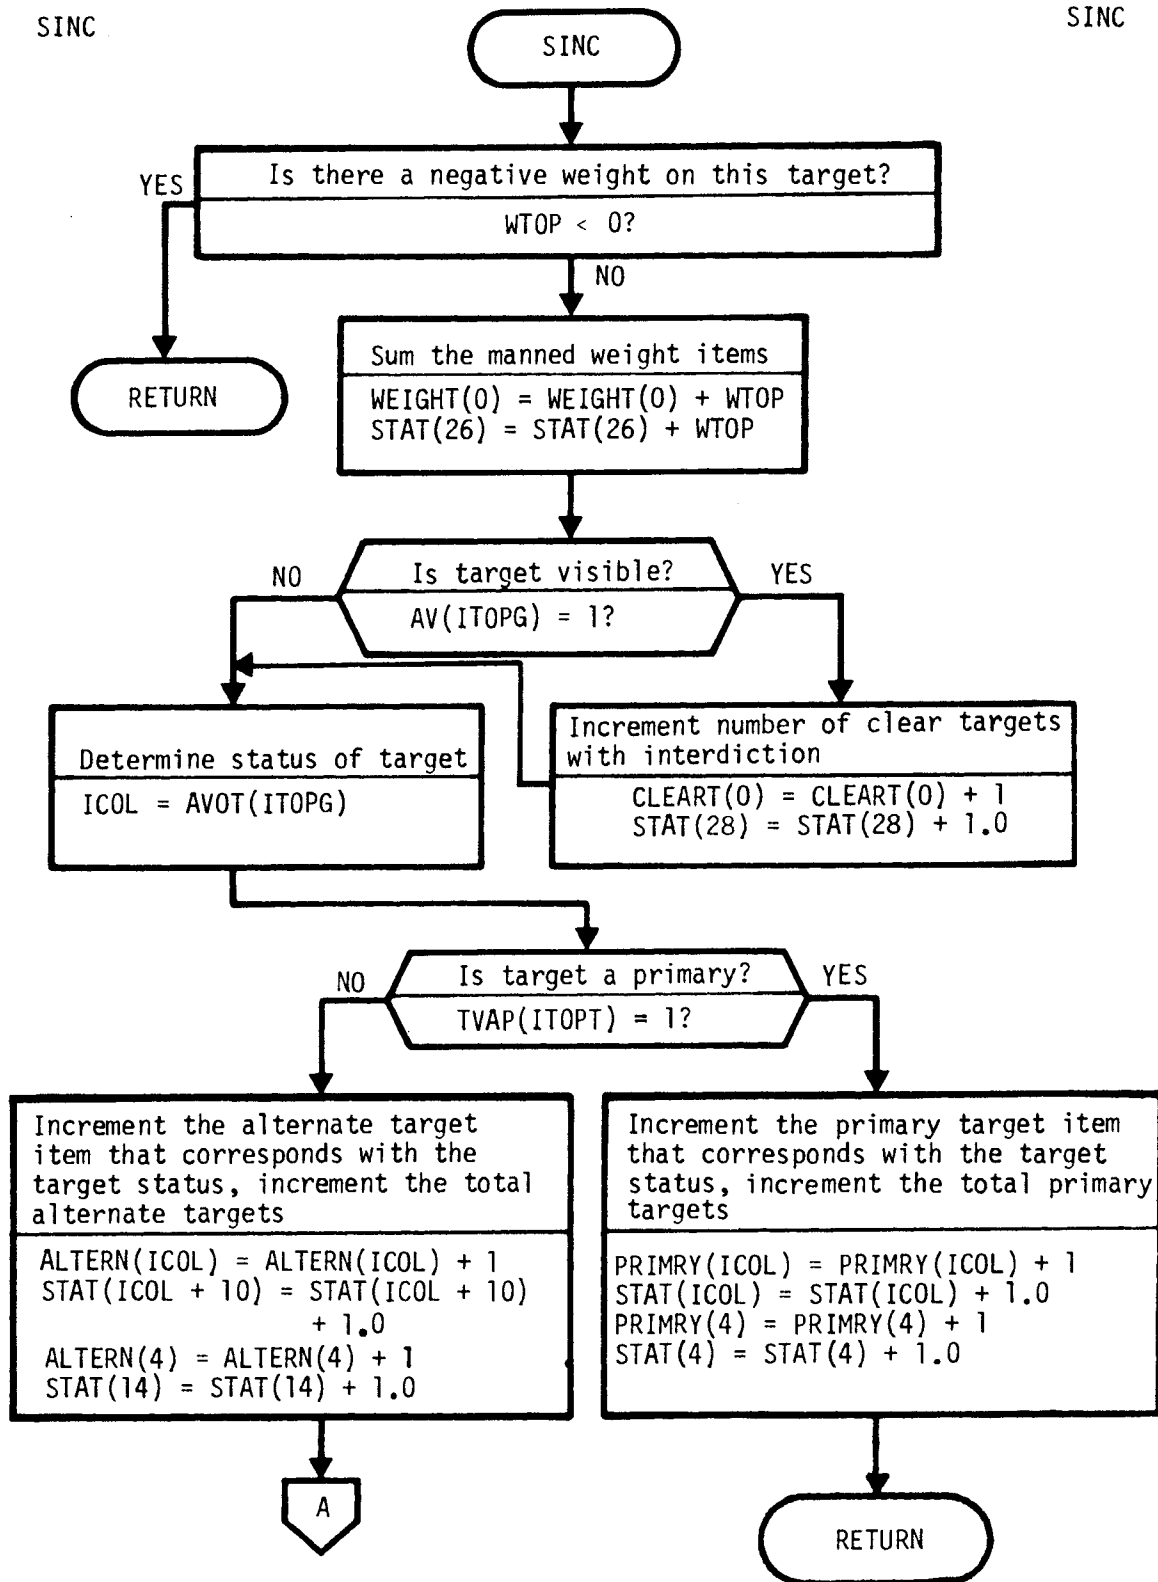 SINC
SINC
SINC
Is there a negative weight on this target?
YES
WTOP < 0?
NO
Sum the manned weight items
WEIGHT(0) = WEIGHT(0) + WTOP
STAT(26) = STAT(26) + WTOP
RETURN
Is target visible?
NO
YES
AV(ITOPG) = 1?
Determine status of target
ICOL = AVOT(ITOPG)
Increment number of clear targets
with interdiction
CLEART(0) = CLEART(0) + 1
STAT(28) = STAT(28) + 1.0
Is target a primary?
NO
YES
TVAP(ITOPT) = 1?
Increment the alternate target
item that corresponds with the
target status, increment the total
alternate targets
ALTERN(ICOL) = ALTERN(ICOL) + 1
STAT(ICOL + 10) = STAT(ICOL + 10)
+ 1.0
ALTERN(4) = ALTERN(4) + 1
STAT(14) = STAT(14) + 1.0
Increment the primary target item
that corresponds with the target
status, increment the total primary
targets
PRIMRY(ICOL) = PRIMRY(ICOL) + 1
STAT(ICOL) = STAT(ICOL) + 1.0
PRIMRY(4) = PRIMRY(4) + 1
STAT(4) = STAT(4) + 1.0
A
RETURN